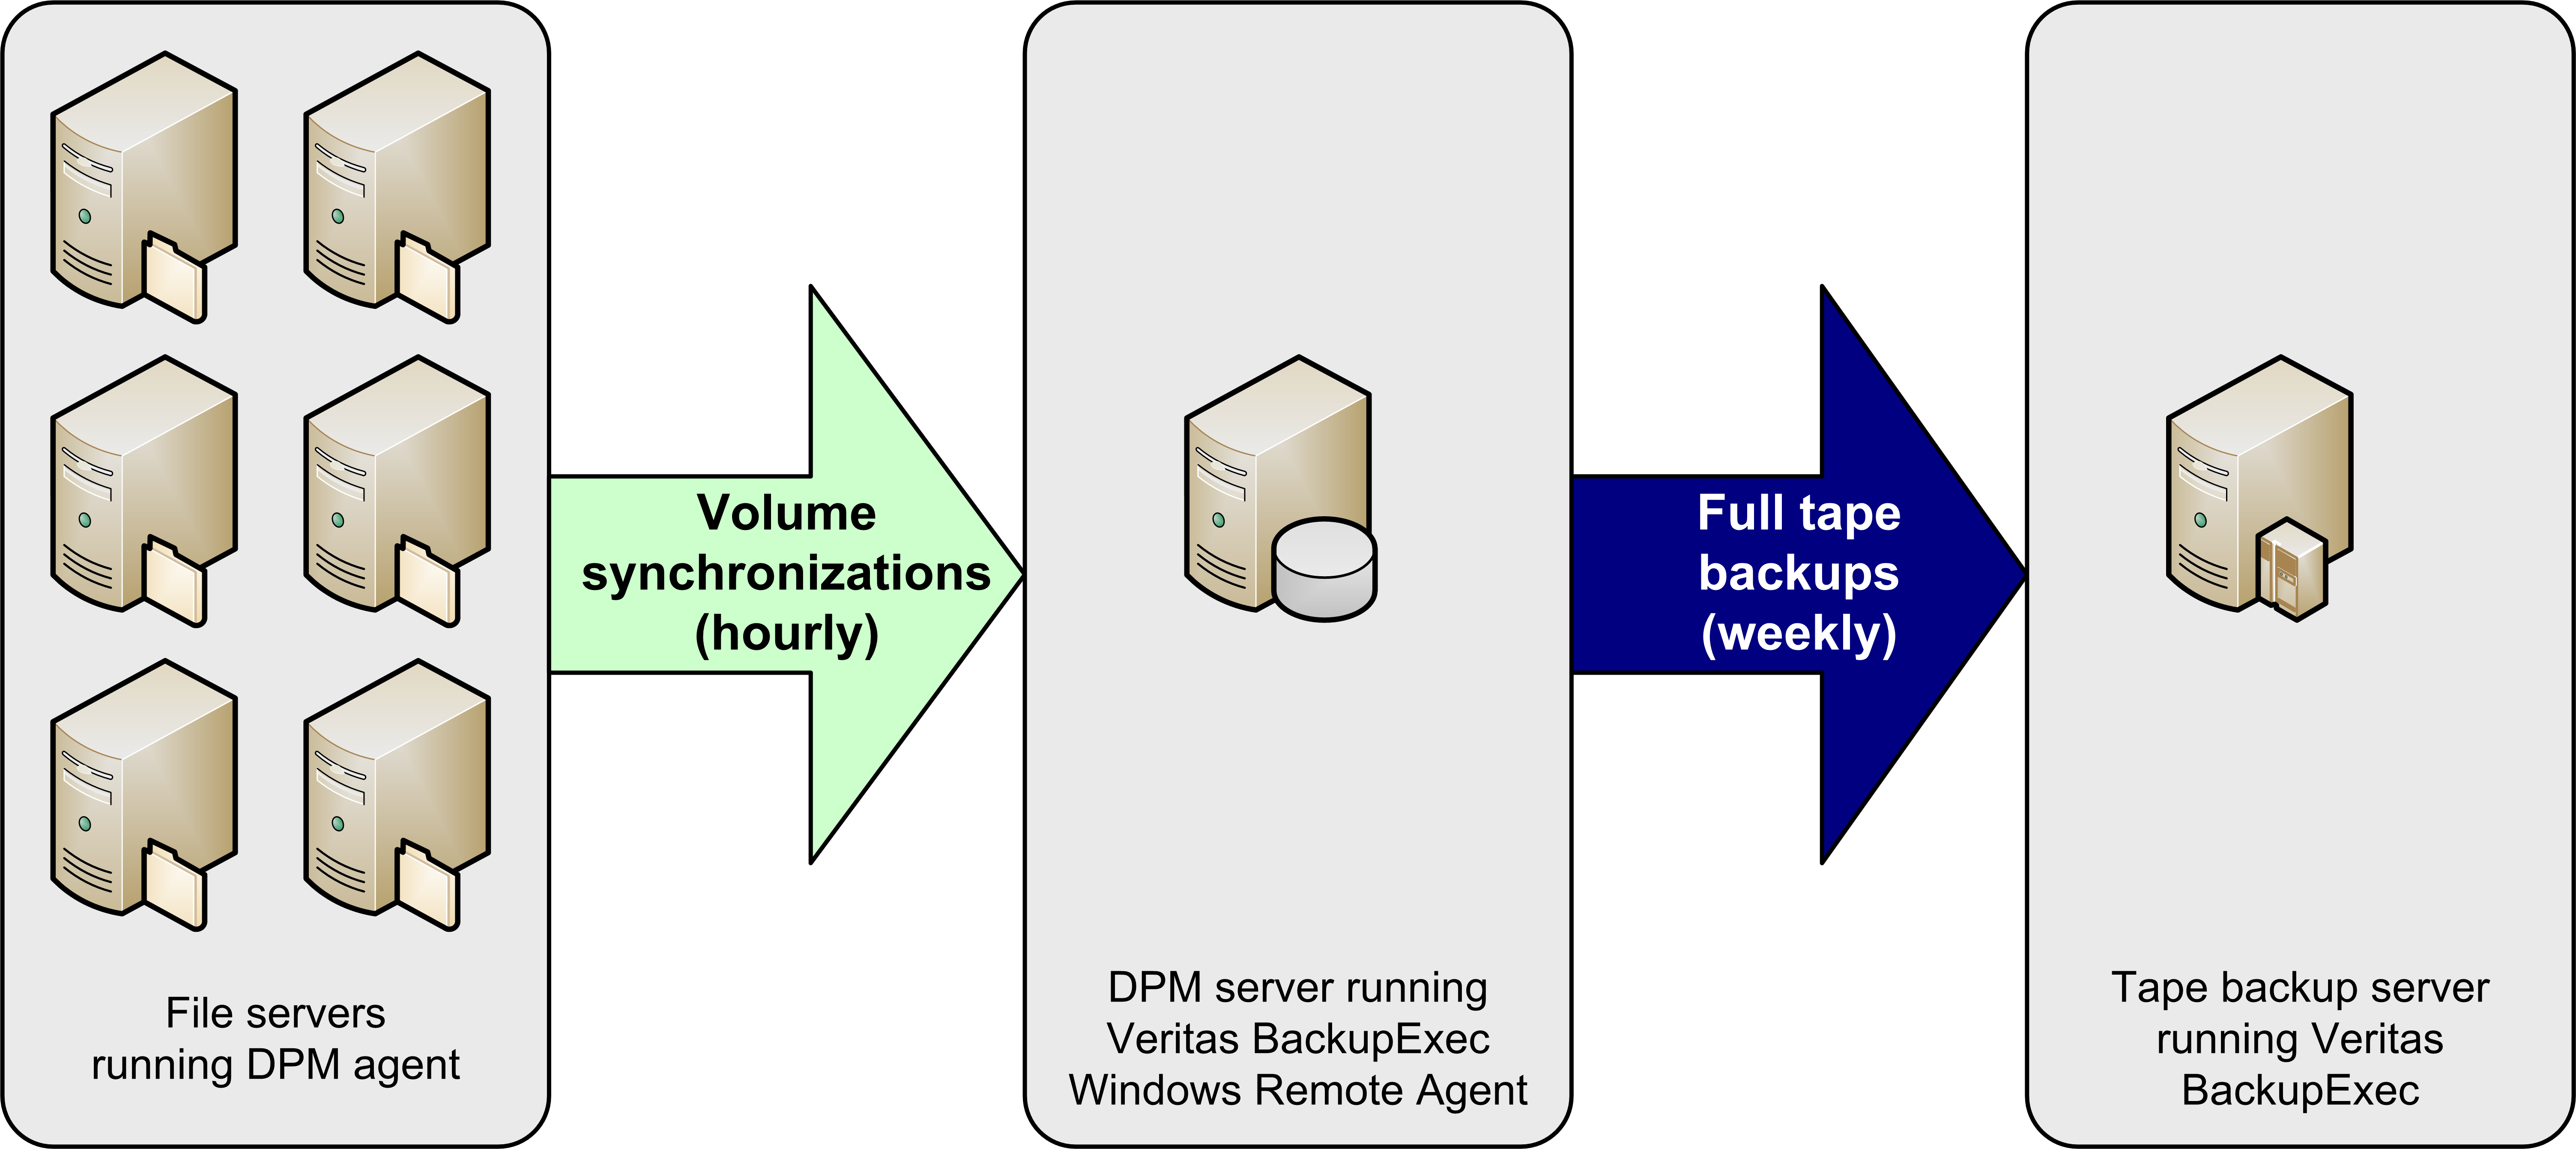 Volume
synchronizations
(hourly)
Full tape
backups
(weekly)
File servers
running DPM agent
DPM server running
Veritas BackupExec
Windows Remote Agent
Tape backup server
running Veritas
BackupExec